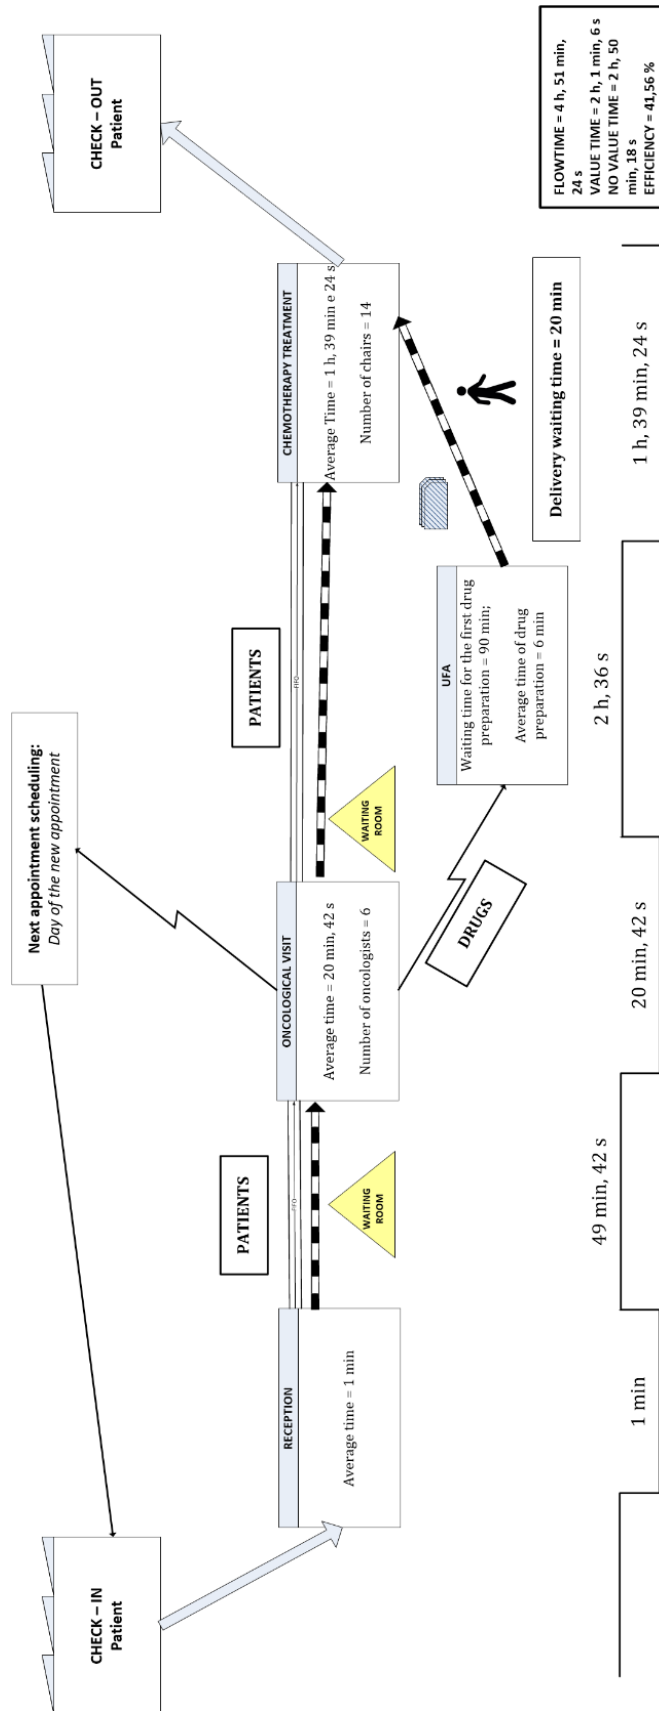 CHECK – IN
Patient
Next appointment scheduling:
Day of the new appointment
CHECK – OUT
Patient
RECEPTION
Average time = 1 min
PATIENTS
WAITING
ROOM
ONCOLOGICAL VISIT
Average time = 20 min, 42 s
Number of oncologists = 6
PATIENTS
FIFO
WAITING
ROOM
CHEMOTHERAPY TREATMENT
Average Time = 1 h, 39 min e 24 s
Number of chairs = 14
DRUGS
UFA
Waiting time for the first drug
preparation = 90 min;
Average time of drug
preparation = 6 min
Delivery waiting time = 20 min
1 min
49 min, 42 s
20 min, 42 s
2 h, 36 s
1 h, 39 min, 24 s
FLOWTIME = 4 h, 51 min,
24 s
VALUE TIME = 2 h, 1 min, 6 s
NO VALUE TIME = 2 h, 50
min, 18 s
EFFICIENCY = 41,56 %